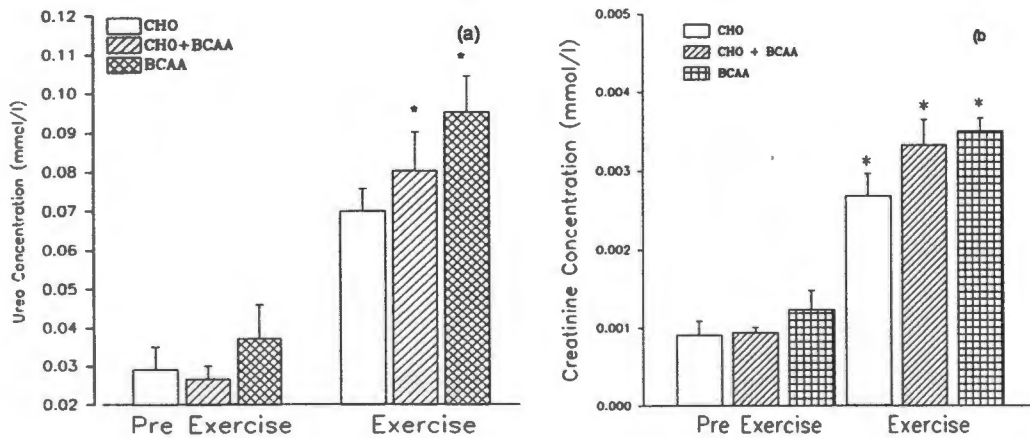 (a)
CHO
CHO+BCAA
BCAA
Ureo Concentration (mmcl/l)
0.12
0.11
0.10
0.09
0.08
0.07
0.06
0.05
0.04
0.03
0.02
*
*
Pre Exercise
Exercise
(b
CHO
CHO + BCAA
BCAA
Creatinine Concentration (mmol/l)
0.005
0.004
0.003
0.002
0.001
0.000
*
*
*
Pre Exercise
Exercise